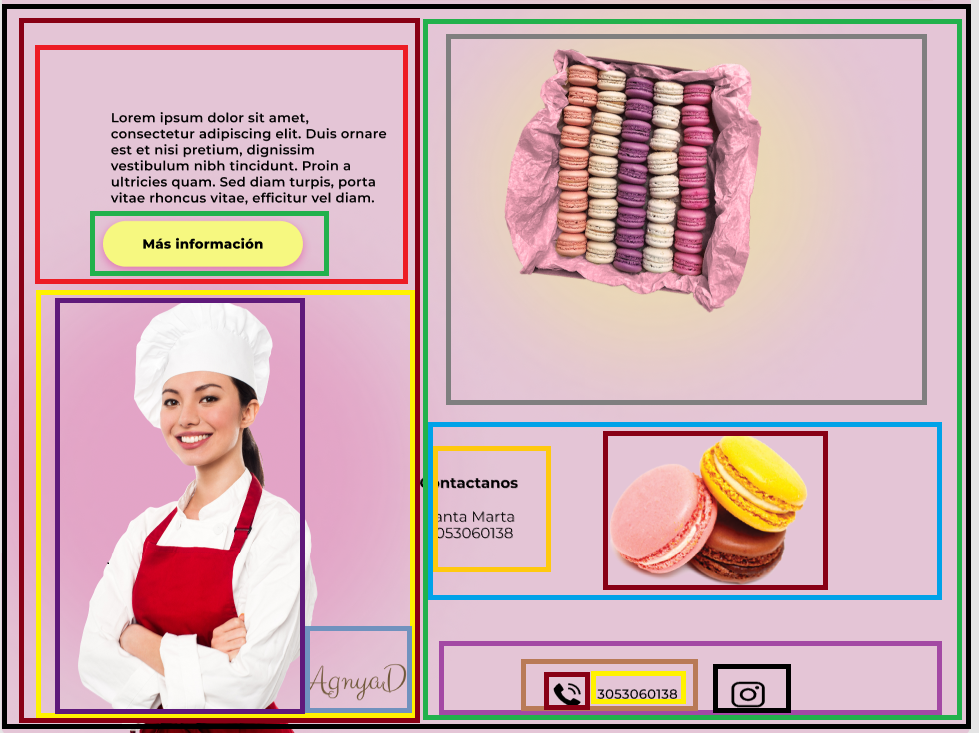 Lorem ipsum dolor sit amet,
consectetur adipiscing elit. Duis ornare
est et nisi pretium, dignissim
vestibulum nibh tincidunt. Proin a
ultricies quam. Sed diam turpis, porta
vitae rhoncus vitae, efficitur vel diam.
Más información
AgnyaD
Contactanos
anta Marta
053060138
3053060138